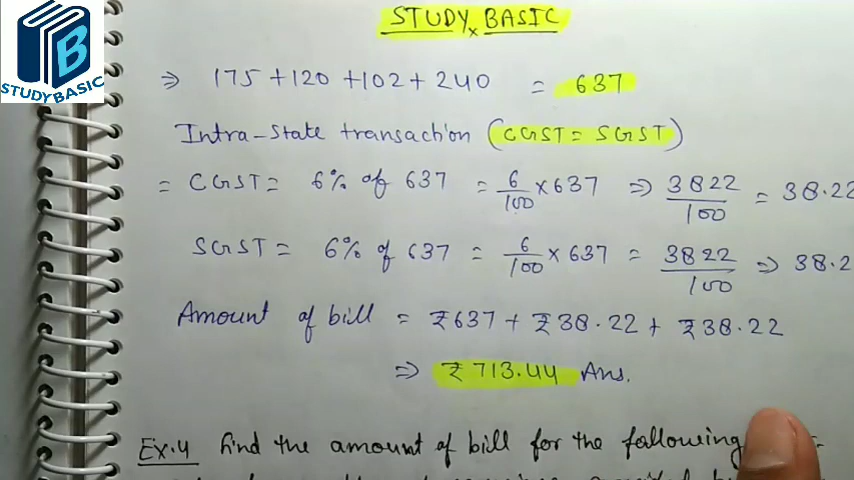 STUDY BASIC
B
STUDYBASIC
⇒ 175 + 120 + 102 + 240 = 637
Intra-State transaction (CGST = SGST)
= CGST = 6% of 637 = 6/100 × 637 ⇒ 3822/100 = 38.22
SGST = 6% of 637 = 6/100 × 637 = 3822/100 ⇒ 38.2
Amount of bill = ₹637 + ₹38.22 + ₹38.22
⇒ ₹713.44 Ans.
Ex.4 find the amount of bill for the fallowing